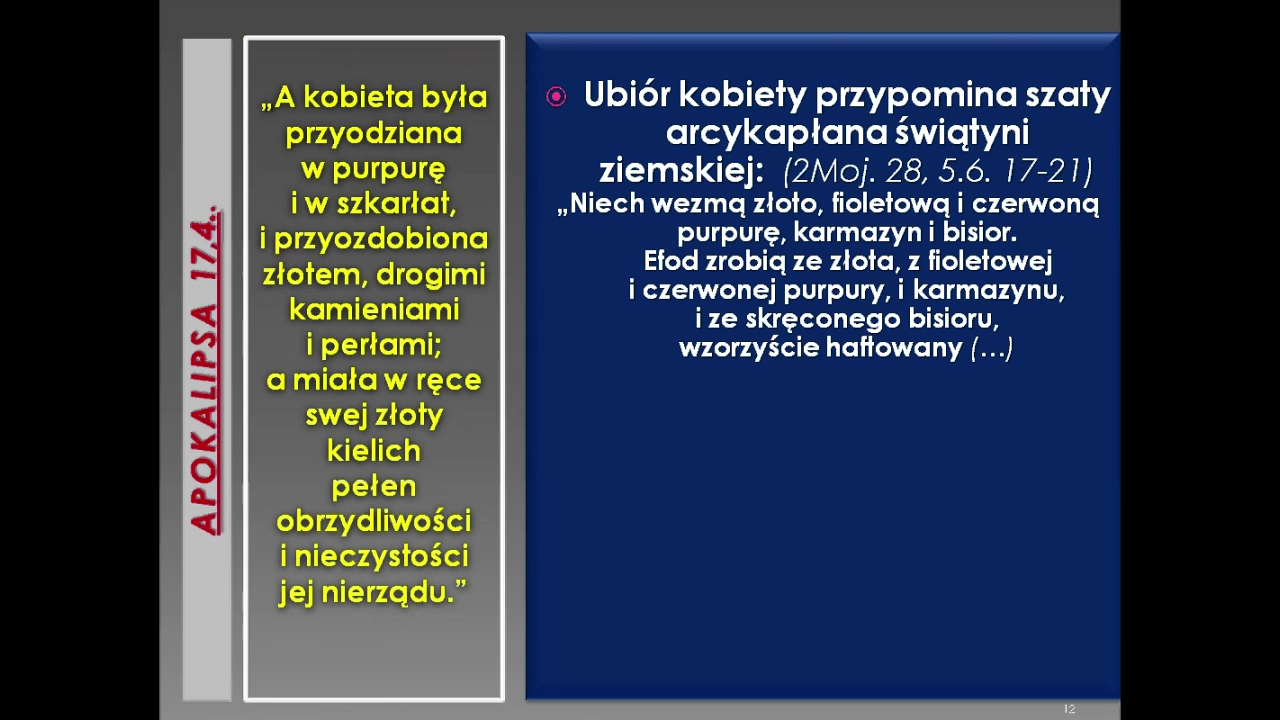 APOKALIPSA 17,4..
„A kobieta była
przyodziana
w purpurę
i w szkarłat,
i przyozdobiona
złotem, drogimi
kamieniami
i perłami;
a miała w ręce
swej złoty
kielich
pełen
obrzydliwości
i nieczystości
jej nierządu.”
Ubiór kobiety przypomina szaty
arcykapłana świątyni
ziemskiej: (2Moj. 28, 5.6. 17-21)
„Niech wezmą złoto, fioletową i czerwoną
purpurę, karmazyn i bisior.
Efod zrobią ze złota, z fioletowej
i czerwonej purpury, i karmazynu,
i ze skręconego bisioru,
wzorzyście haftowany (...)
12